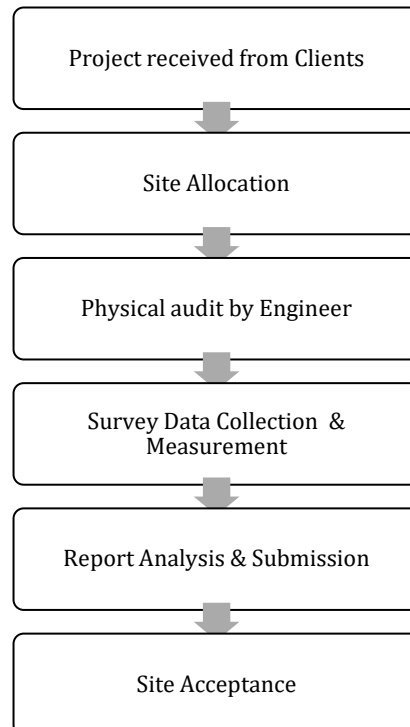 Project received from Clients
Site Allocation
Physical audit by Engineer
Survey Data Collection &
Measurement
Report Analysis & Submission
Site Acceptance